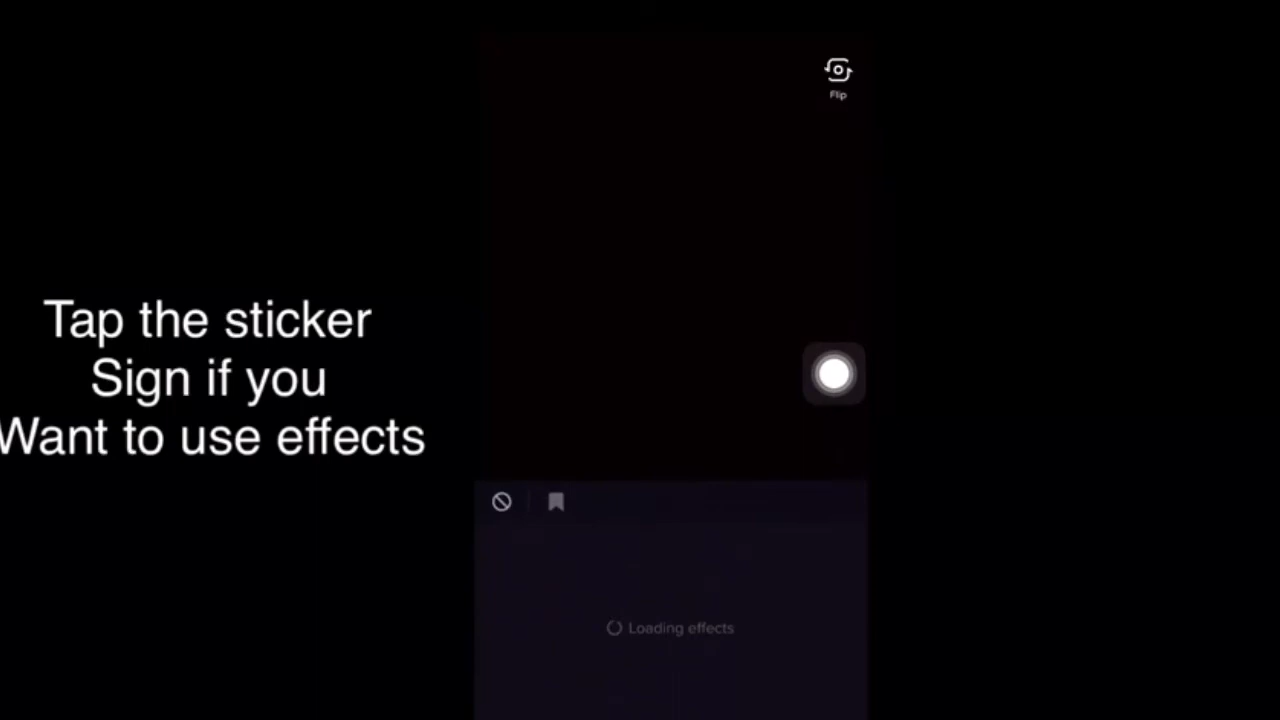 Flip
Tap the sticker
Sign if you
Want to use effects
Loading effects